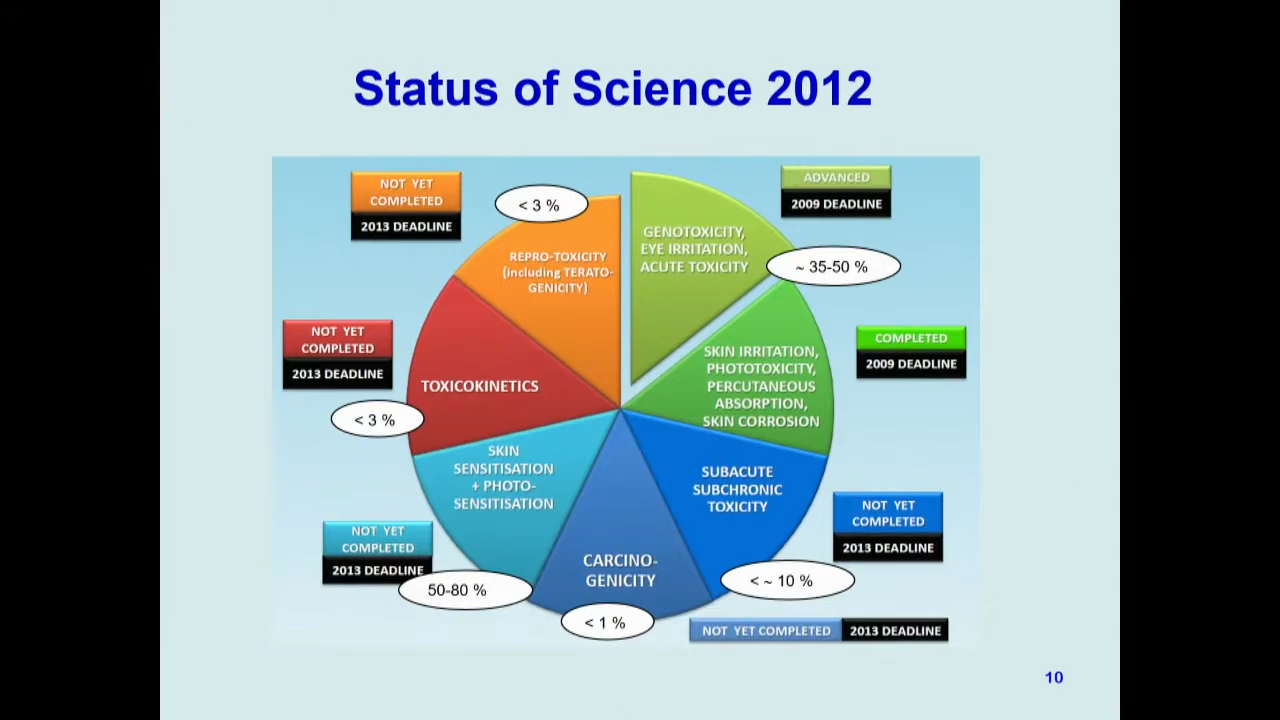 Status of Science 2012
NOT YET
COMPLETED
2013 DEADLINE
< 3 %
REPRO-TOXICITY
(including TERATO-
GENICITY)
GENOTOXICITY,
EYE IRRITATION,
ACUTE TOXICITY
ADVANCED
2009 DEADLINE
~ 35-50 %
NOT YET
COMPLETED
2013 DEADLINE
TOXICOKINETICS
< 3 %
SKIN IRRITATION,
PHOTOTOXICITY,
PERCUTANEOUS
ABSORPTION,
SKIN CORROSION
COMPLETED
2009 DEADLINE
SKIN
SENSITISATION
+ PHOTO-
SENSITISATION
NOT YET
COMPLETED
2013 DEADLINE
50-80 %
CARCINO-
GENICITY
< 1 %
SUBACUTE
SUBCHRONIC
TOXICITY
NOT YET
COMPLETED
2013 DEADLINE
< ~ 10 %
NOT YET COMPLETED 2013 DEADLINE
10